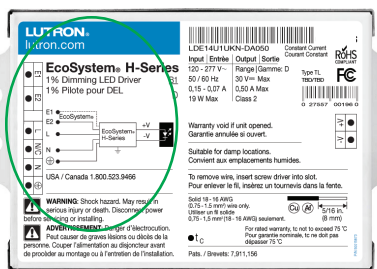 LUTRON®
lutron.com
EcoSystem® H-Series
1% Dimming LED Driver
1% Pilote pour DEL
E1
E2
L
N
E1
E2
L
N
EcoSystem®
H-Series
+V
-V
USA / Canada 1.800.523.9466
WARNING: Shock hazard. May result in
serious injury or death. Disconnect power
before servicing or installing.
ADVERTISEMENT: Danger d'électrocution.
Peut causer de graves lésions ou décès de la
personne. Couper l'alimentation au disjoncteur avant
de procéder au montage ou à l'entretien de l'installation.
LDE14U1UKN-DA050
Constant Current
Courant Constant
RoHS
COMPLIANT
Input Entrée Output Sortie
120 - 277 V~ Range Gamme: D
50 / 60 Hz 30 V= Max
0,15 - 0,07 A 0,50 A Max
19 W Max Class 2
Type TL
TBD/TBD
FC
0 27557 00196 0
Warranty void if unit opened.
Garantie annulée si ouvert.
+V
-V
Suitable for damp locations.
Convient aux emplacements humides.
To remove wire, insert screw driver into slot.
Pour enlever le fil, insérez un tournevis dans la fente.
Solid 18 - 16 AWG
(0.75 - 1.5 mm²) wire only.
Utiliser un fil solide
0,75 - 1,5 mm² (18 - 16 AWG) seulement.
Cu Al
5/16 in.
(8 mm)
tc
For rated warranty, to not to exceed 75 °C
Pour garantie nominale, tc ne doit pas
dépasser 75 °C
Pats. / Brevets: 7,911,156